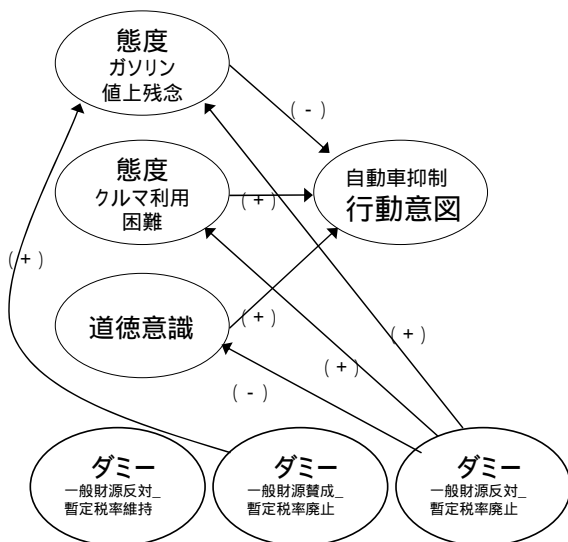 態度
ガソリン
値上残念
( - )
態度
クルマ利用
困難
( + )
自動車抑制
行動意図
( + )
道徳意識
( + )
( + )
( + )
( - )
ダミー
一般財源反対_
暫定税率維持
ダミー
一般財源賛成_
暫定税率廃止
ダミー
一般財源反対_
暫定税率廃止